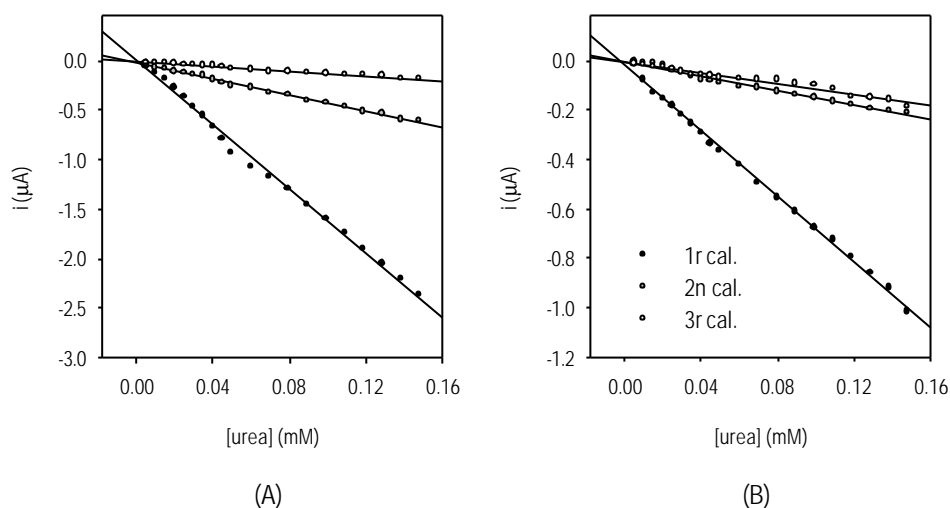 0.0
-0.5
-1.0
-1.5
-2.0
-2.5
-3.0
i (μA)
0.00 0.04 0.08 0.12 0.16
[urea] (mM)
(A)
0.0
-0.2
-0.4
-0.6
-0.8
-1.0
-1.2
i (μA)
1r cal.
2n cal.
3r cal.
0.00 0.04 0.08 0.12 0.16
[urea] (mM)
(B)